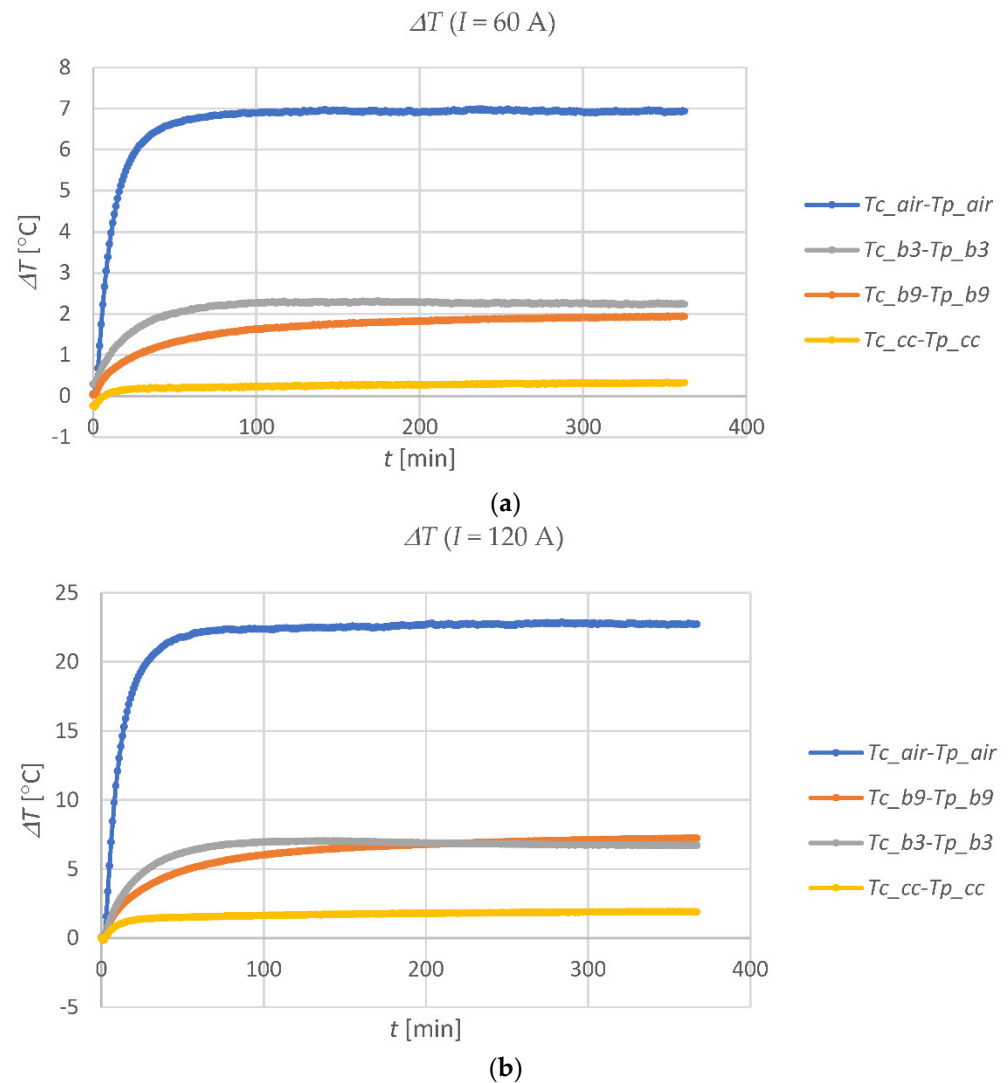 ΔT (I = 60 A)
8
7
6
5
4
3
2
1
0
-1
ΔT [°C]
0 100 200 300 400
t [min]
Tc_air-Tp_air
Tc_b3-Tp_b3
Tc_b9-Tp_b9
Tc_cc-Tp_cc
(a)
ΔT (I = 120 A)
25
20
15
10
5
0
-5
ΔT [°C]
0 100 200 300 400
t [min]
Tc_air-Tp_air
Tc_b9-Tp_b9
Tc_b3-Tp_b3
Tc_cc-Tp_cc
(b)